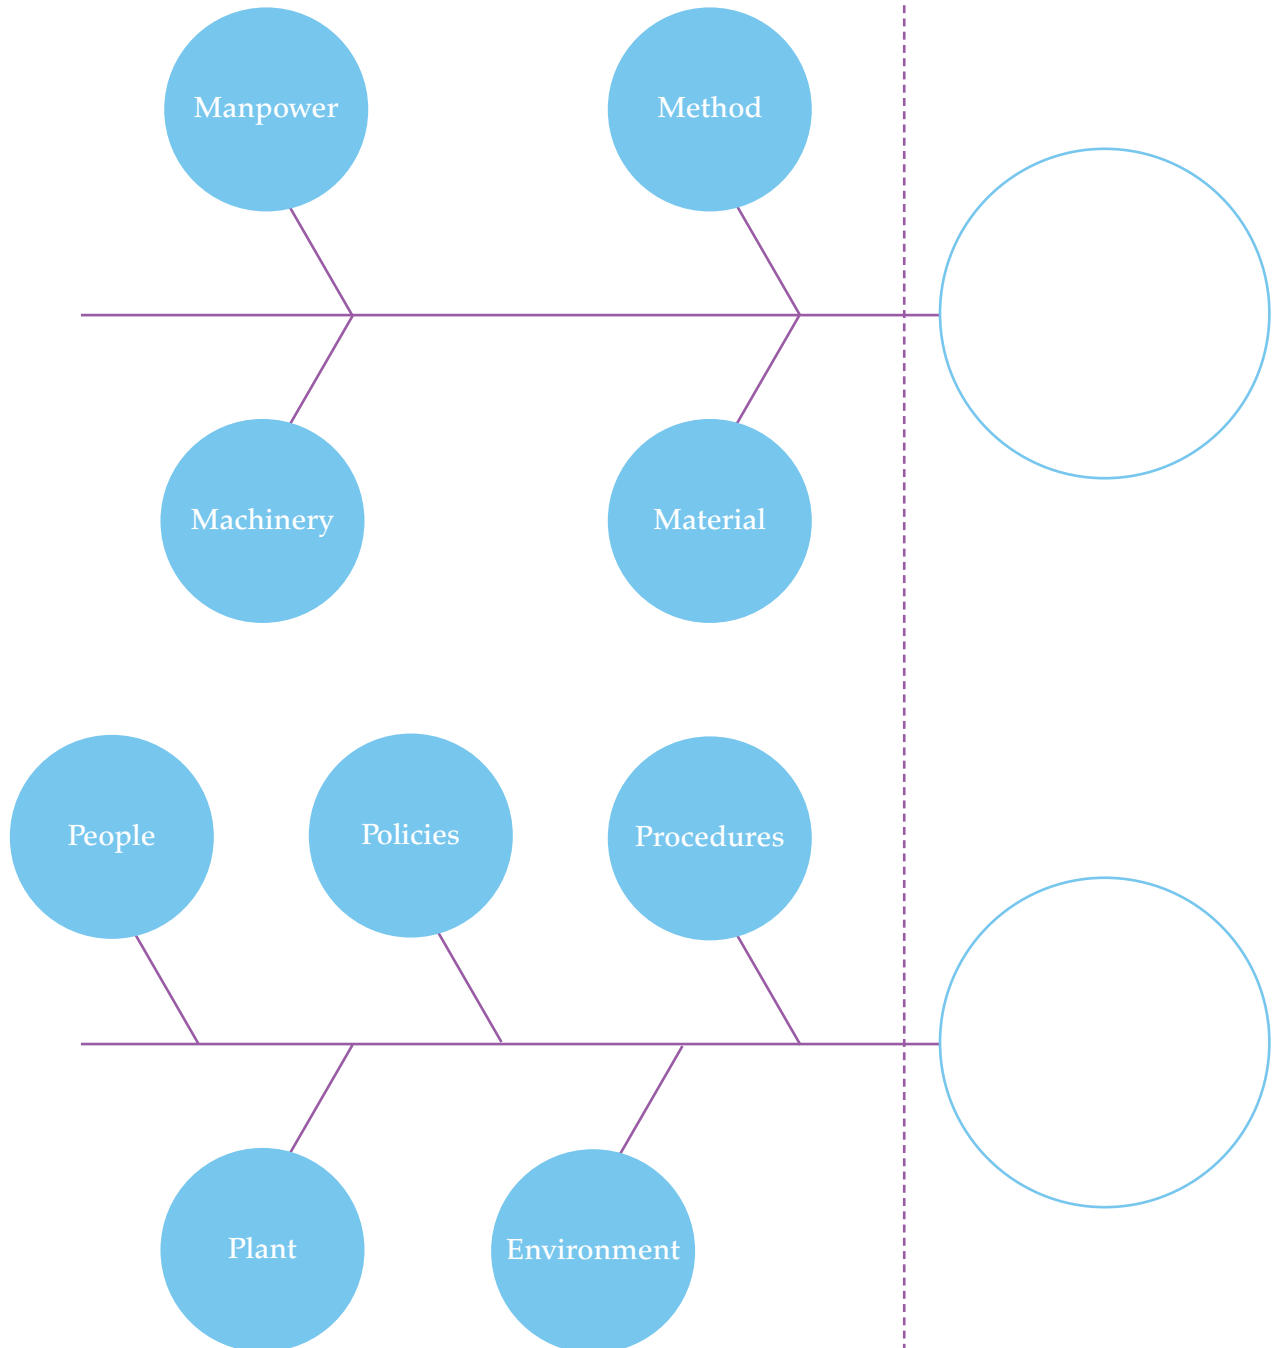 Manpower
Method
Machinery
Material
People
Policies
Procedures
Plant
Environment